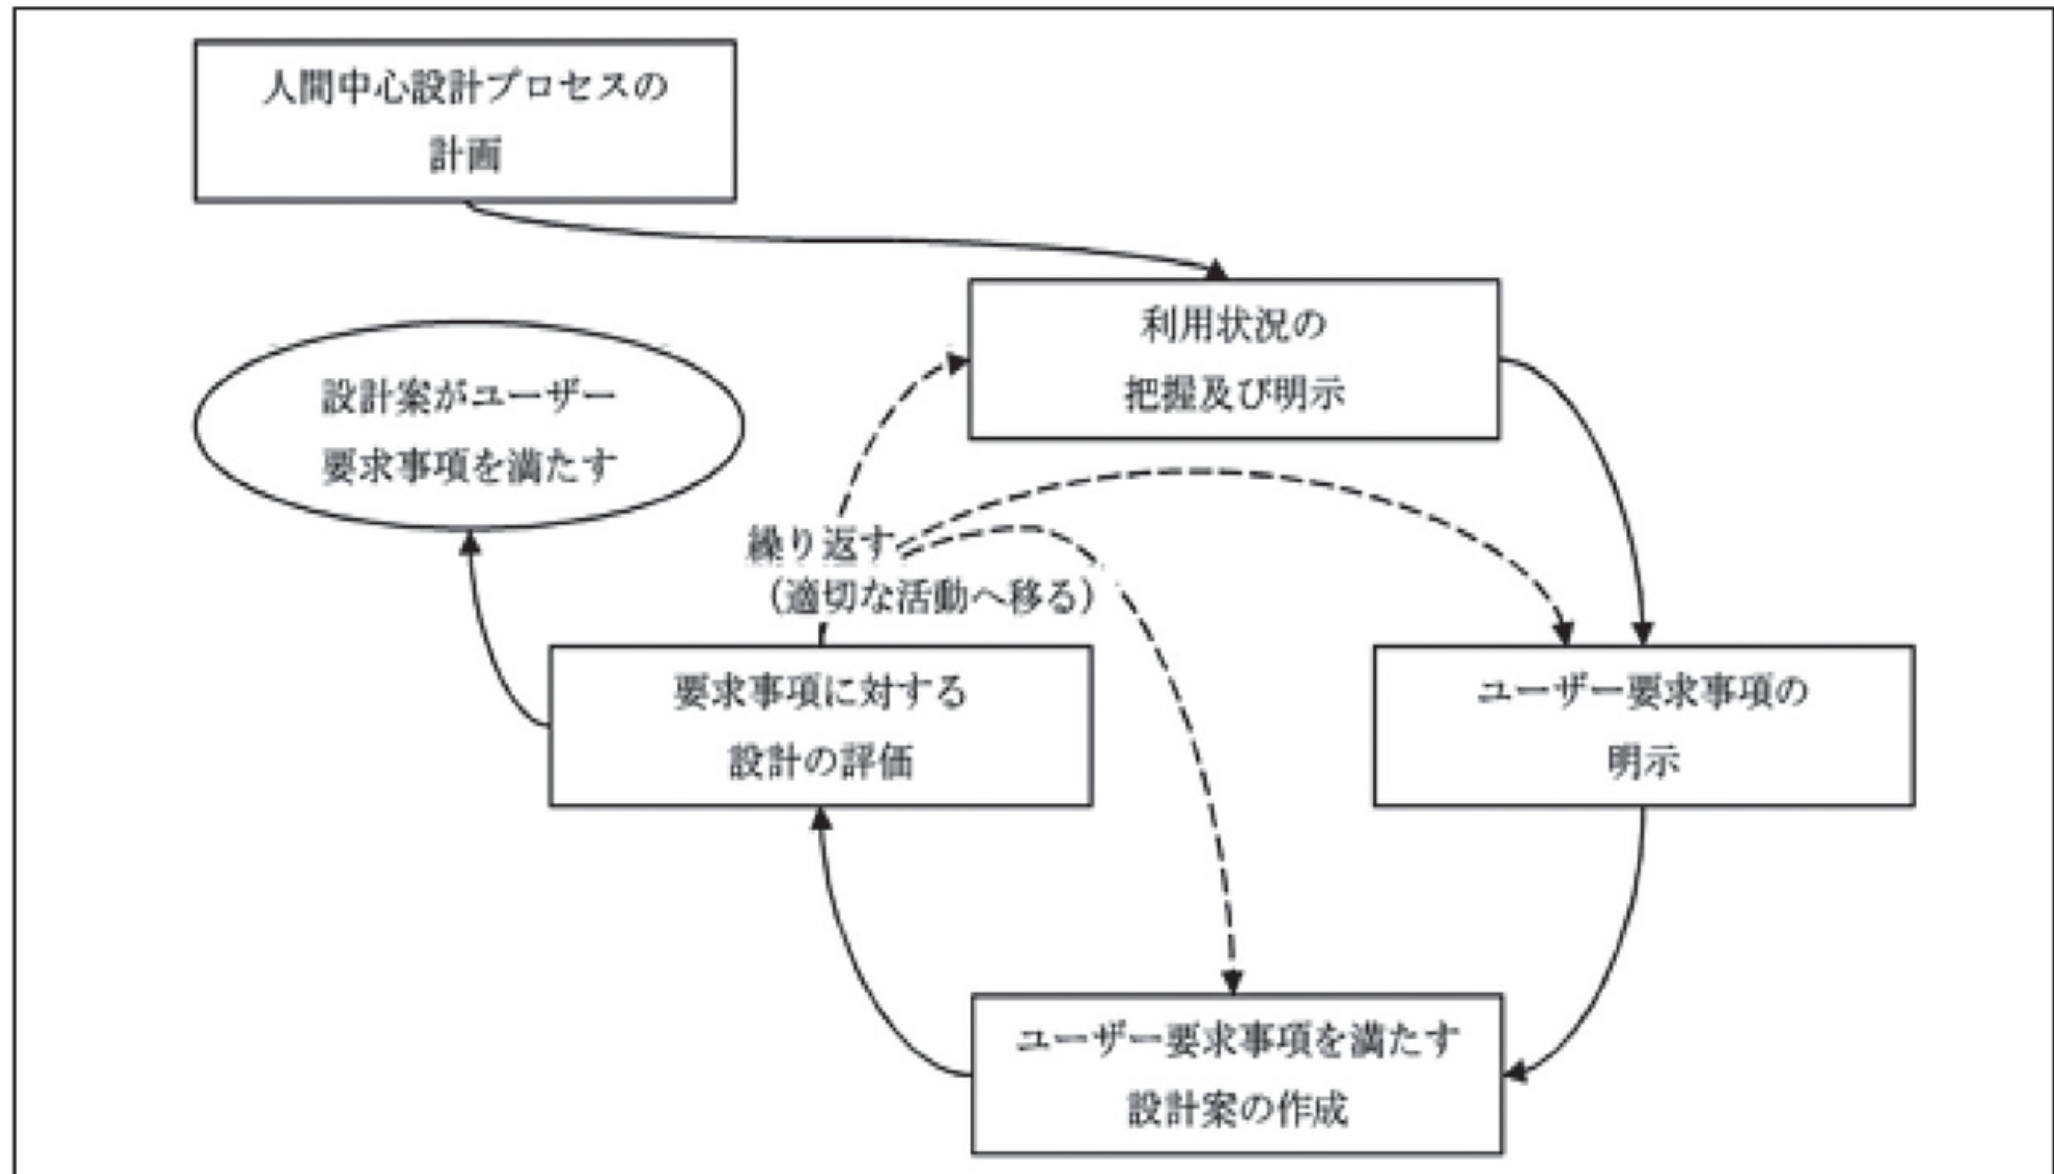 人間中心設計プロセスの
計画
利用状況の
把握及び明示
設計案がユーザー
要求事項を満たす
繰り返す
（適切な活動へ移る）
要求事項に対する
設計の評価
ユーザー要求事項の
明示
ユーザー要求事項を満たす
設計案の作成